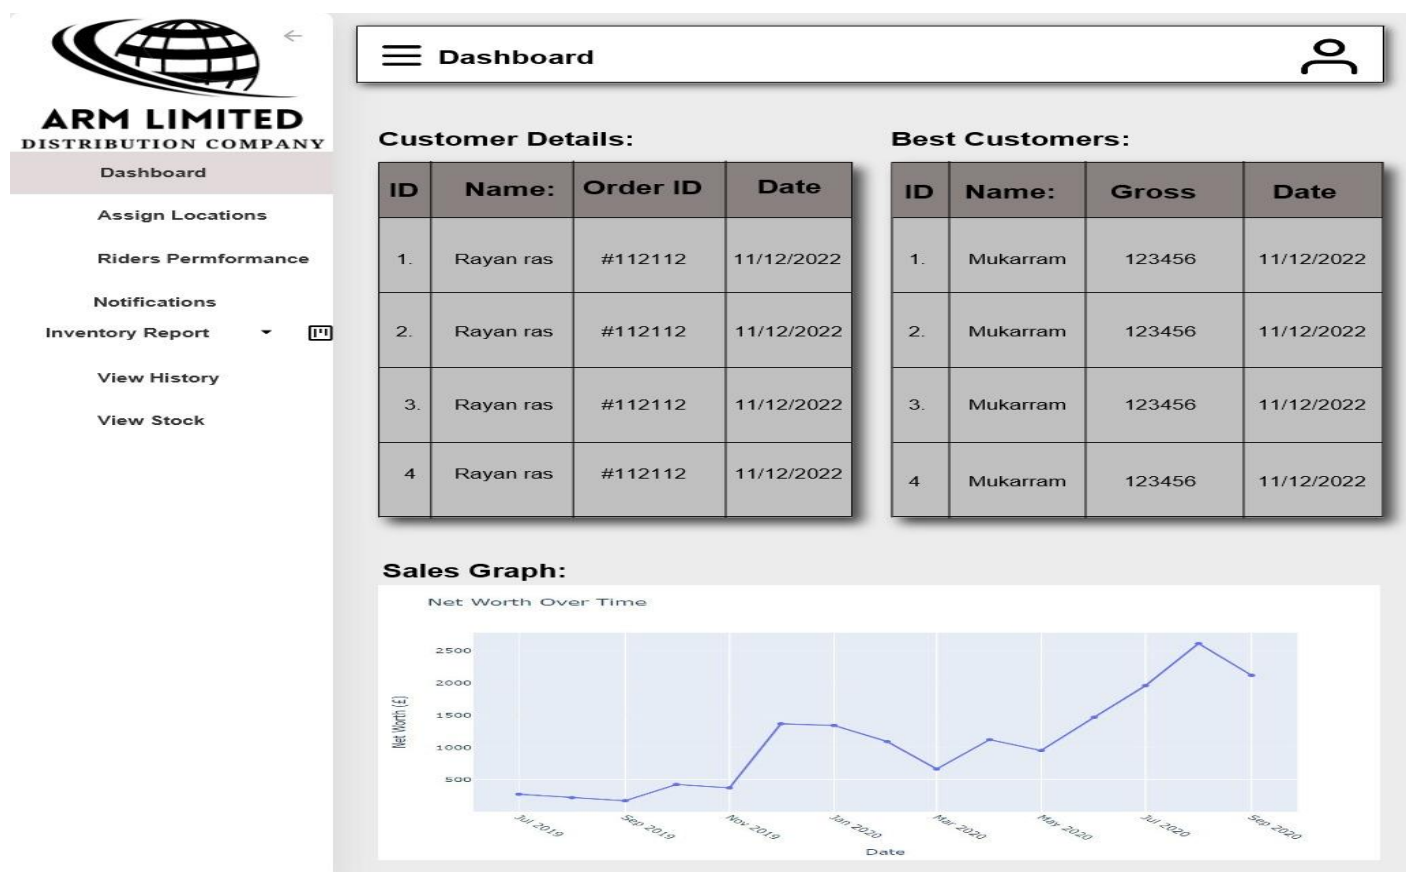 ARM LIMITED
DISTRIBUTION COMPANY
Dashboard
Assign Locations
Riders Permformance
Notifications
Inventory Report
View History
View Stock
Dashboard
Customer Details:
ID Name: Order ID Date
1. Rayan ras #112112 11/12/2022
2. Rayan ras #112112 11/12/2022
3. Rayan ras #112112 11/12/2022
4 Rayan ras #112112 11/12/2022
Best Customers:
ID Name: Gross Date
1. Mukarram 123456 11/12/2022
2. Mukarram 123456 11/12/2022
3. Mukarram 123456 11/12/2022
4 Mukarram 123456 11/12/2022
Sales Graph:
Net Worth Over Time
Net Worth (£)
2500
2000
1500
1000
500
Jul 2019 Sep 2019 Nov 2019 Jan 2020 Mar 2020 May 2020 Jul 2020 Sep 2020
Date